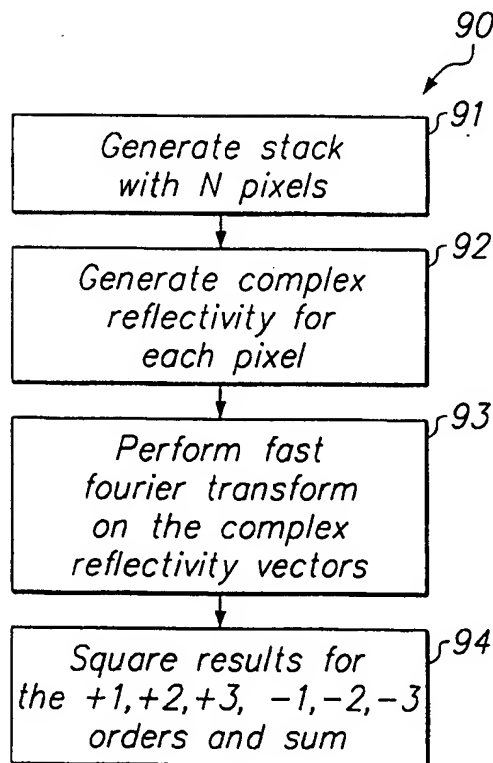 90
91
Generate stack
with N pixels
92
Generate complex
reflectivity for
each pixel
93
Perform fast
fourier transform
on the complex
reflectivity vectors
94
Square results for
the +1,+2,+3, -1,-2,-3
orders and sum